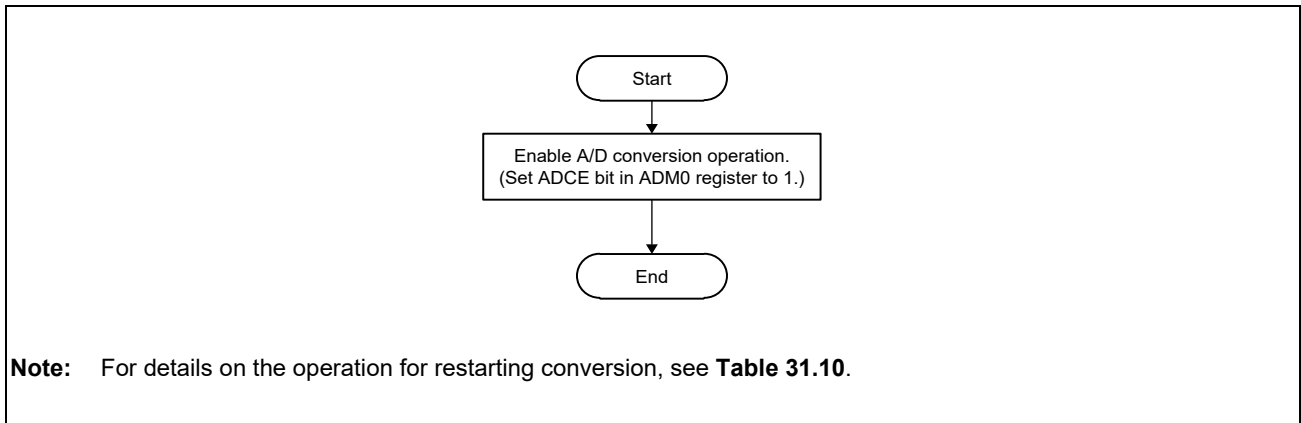 Start
Enable A/D conversion operation.
(Set ADCE bit in ADM0 register to 1.)
End
Note: For details on the operation for restarting conversion, see Table 31.10.